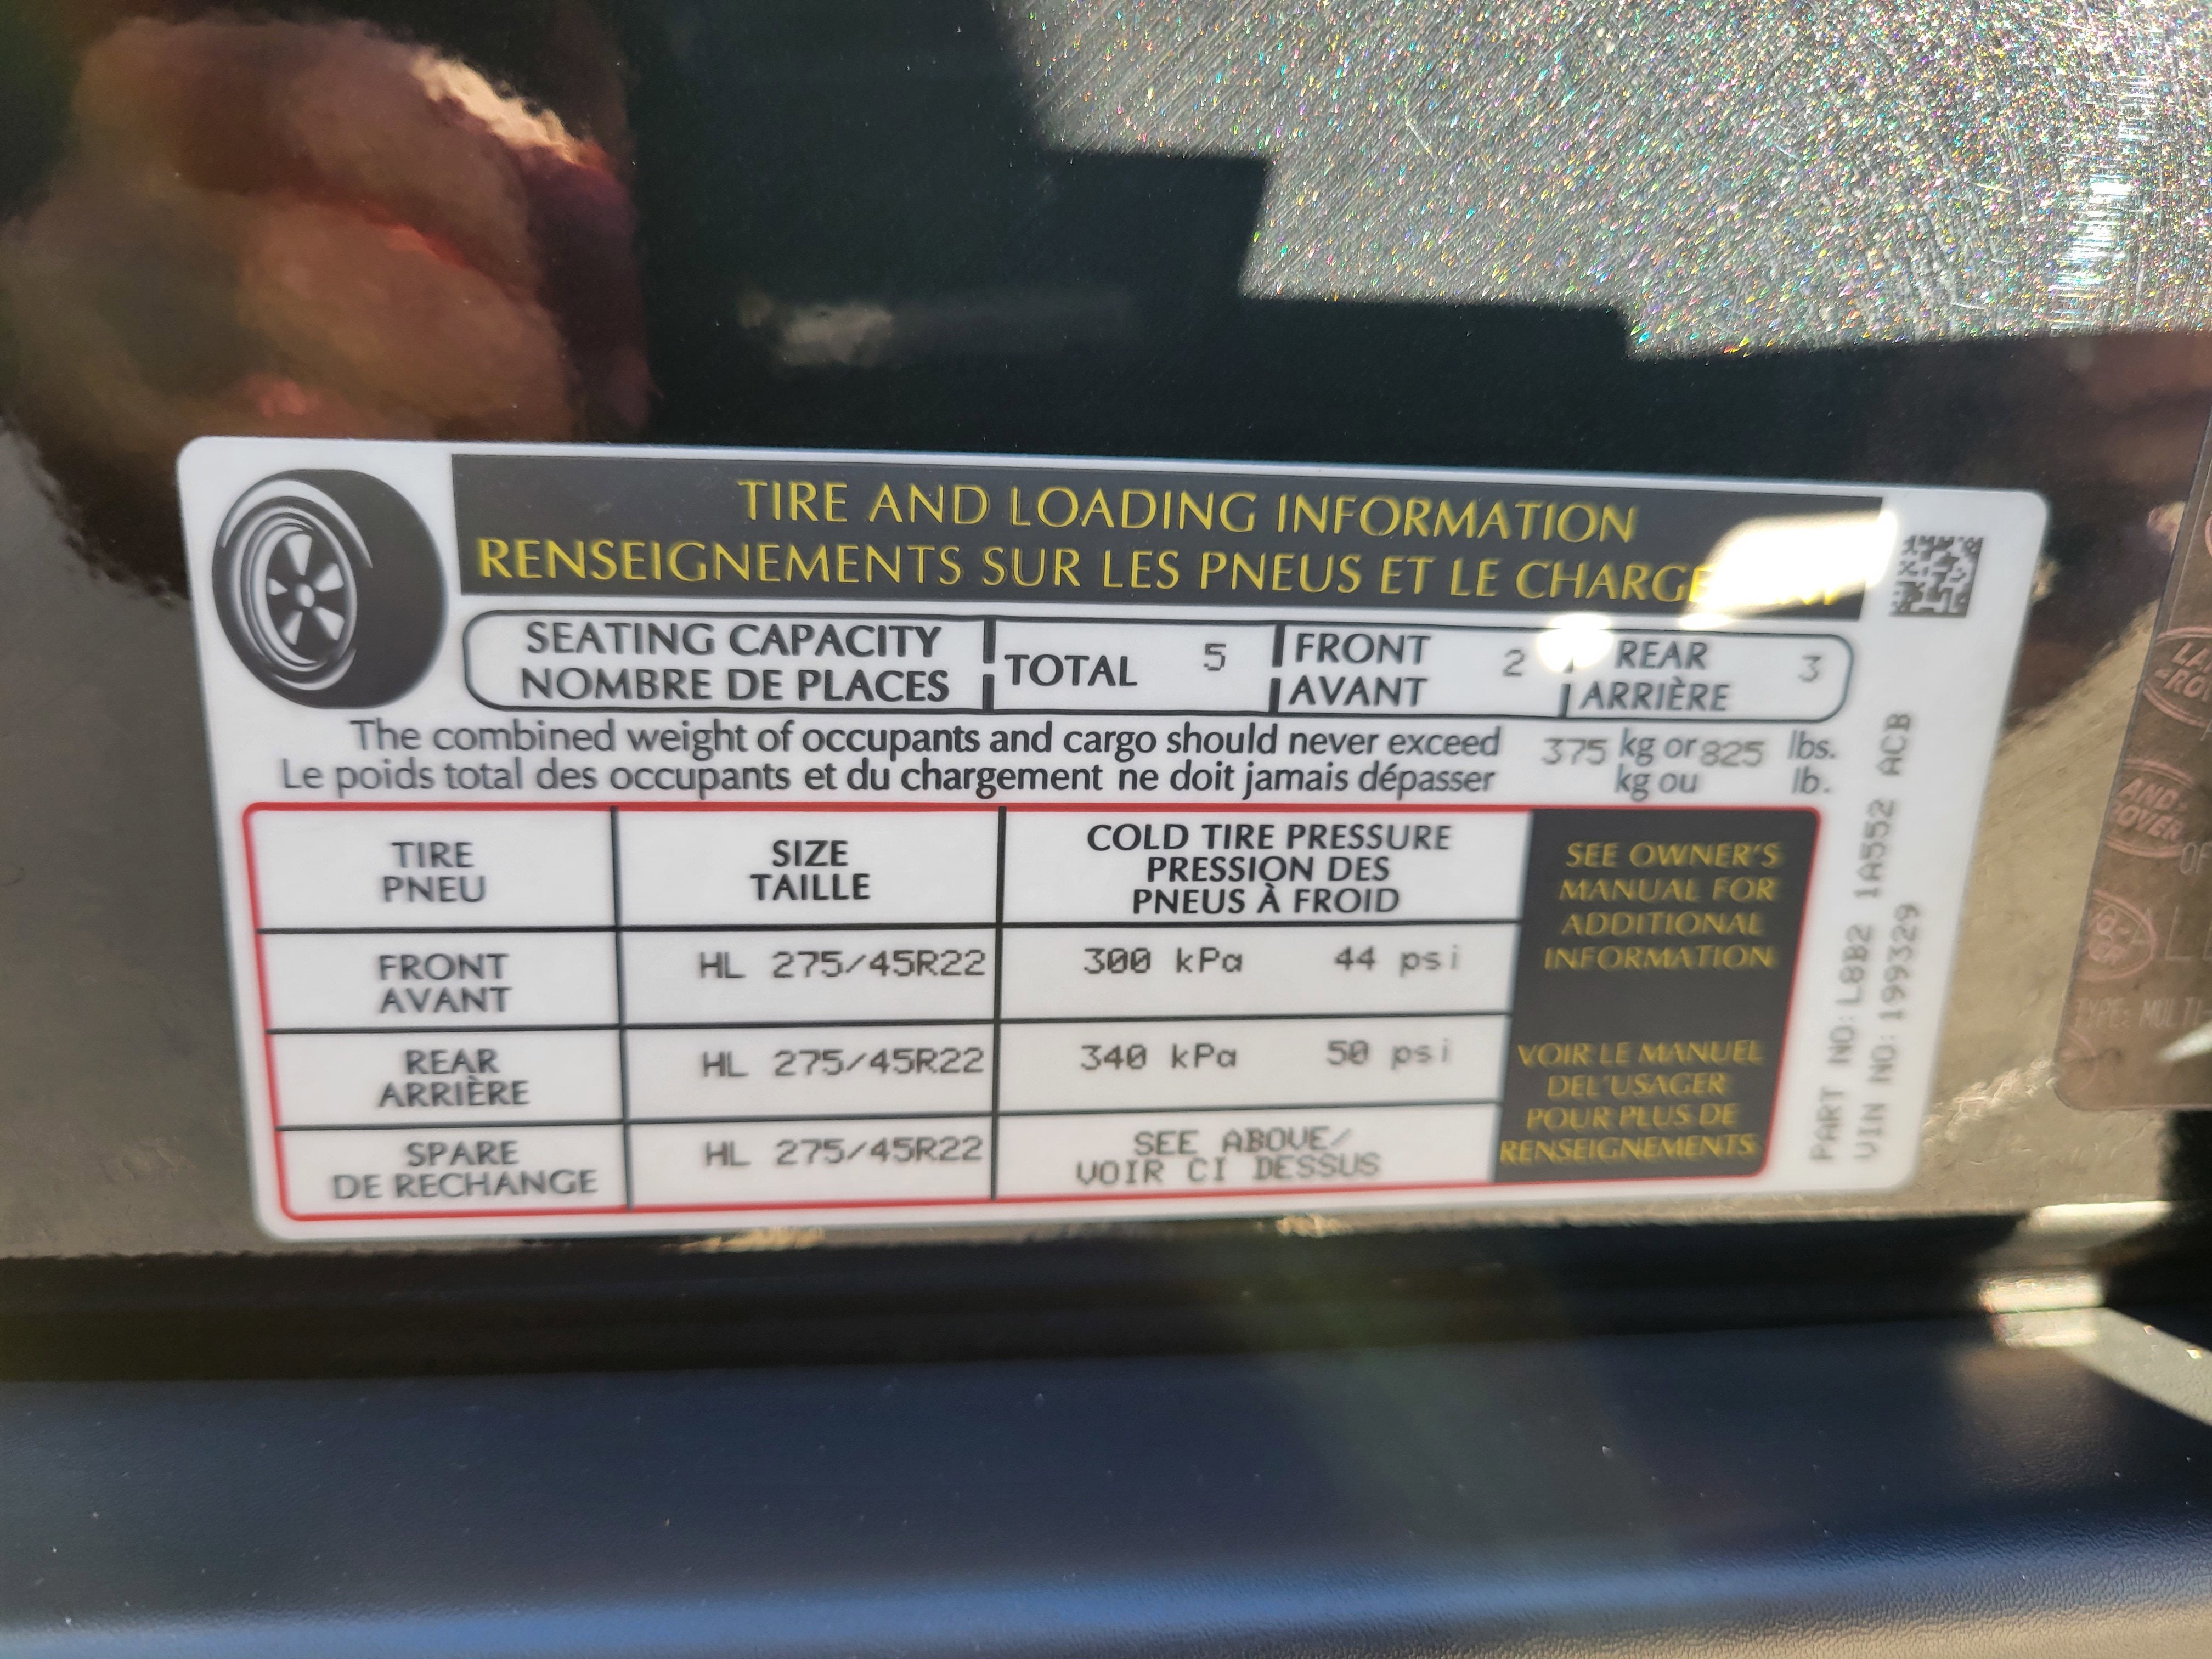 TIRE AND LOADING INFORMATION
RENSEIGNEMENTS SUR LES PNEUS ET LE
SEATING CAPACITY
NOMBRE DE PLACES
TOTAL 5
FRONT
AVANT
2
REAR
ARRIÈRE
3
The combined weight of occupants and cargo should never exceed 375 kg or 825 lbs.
Le poids total des occupants et du chargement ne doit jamais dépasser kg ou lb.
TIRE
PNEU
SIZE
TAILLE
COLD TIRE PRESSURE
PRESSION DES
PNEUS À FROID
FRONT
AVANT
HL 275/45R22
300 kPa 44 psi
REAR
ARRIÈRE
HL 275/45R22
340 kPa 50 psi
SPARE
DE RECHANGE
HL 275/45R22
SEE ABOVE/
VOIR CI DESSUS
SEE OWNER'S
MANUAL FOR
ADDITIONAL
INFORMATION
VOIR LE MANUEL
DEL'USAGER
POUR PLUS DE
RENSEIGNEMENTS
PART NO: L8B2 1A552 ACB
VIN NO: 199329
TYPE: